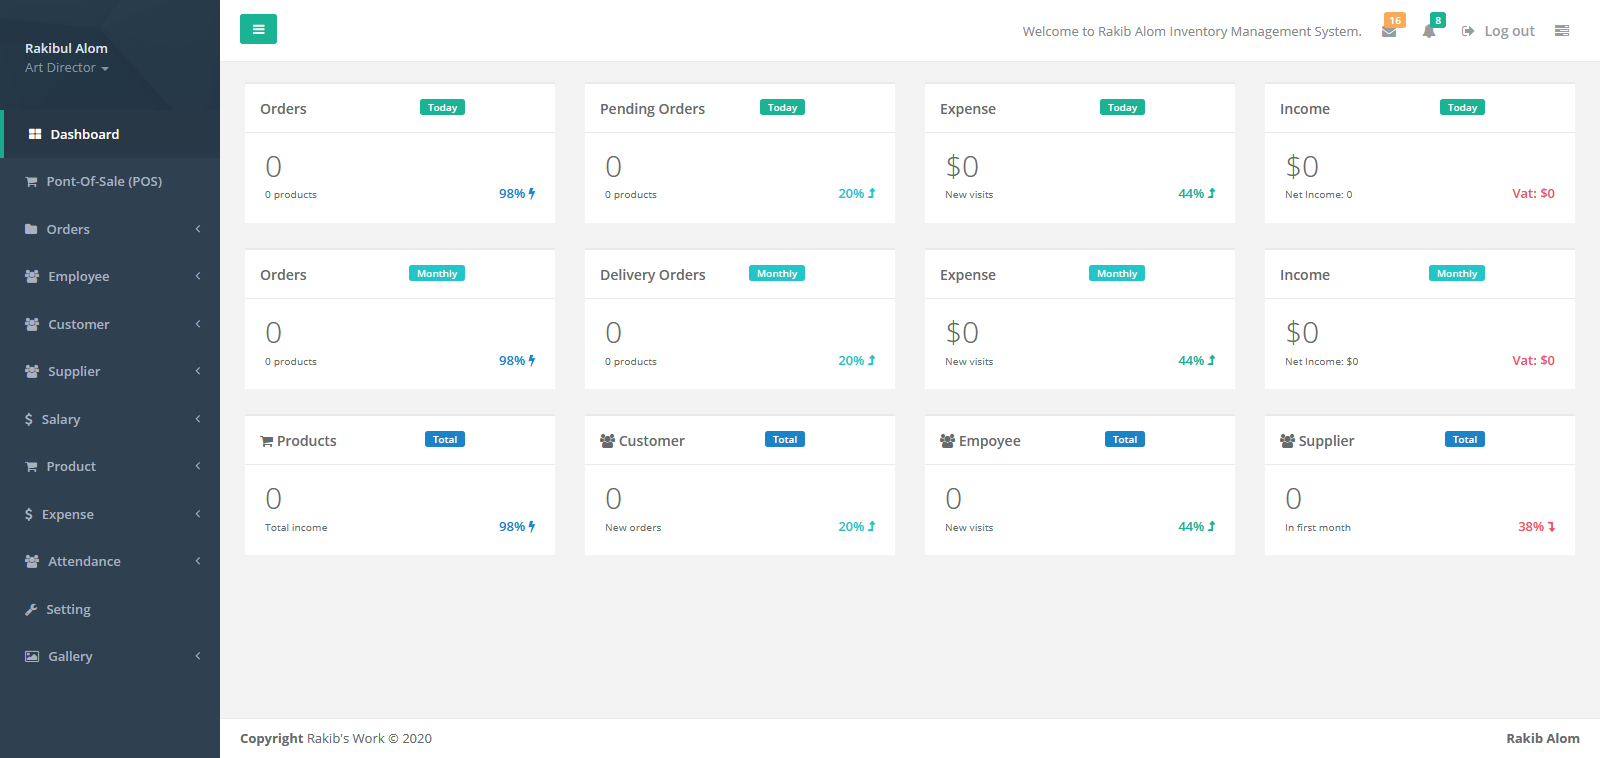 Rakibul Alom
Art Director
Dashboard
Pont-Of-Sale (POS)
Orders
Employee
Customer
Supplier
Salary
Product
Expense
Attendance
Setting
Gallery
Welcome to Rakib Alom Inventory Management System.
16
8
Log out
Orders Today
0
0 products 98%
Pending Orders Today
0
0 products 20%
Expense Today
$0
New visits 44%
Income Today
$0
Net Income: 0 Vat: $0
Orders Monthly
0
0 products 98%
Delivery Orders Monthly
0
0 products 20%
Expense Monthly
$0
New visits 44%
Income Monthly
$0
Net Income: $0 Vat: $0
Products Total
0
Total income 98%
Customer Total
0
New orders 20%
Empoyee Total
0
New visits 44%
Supplier Total
0
In first month 38%
Copyright Rakib's Work © 2020
Rakib Alom